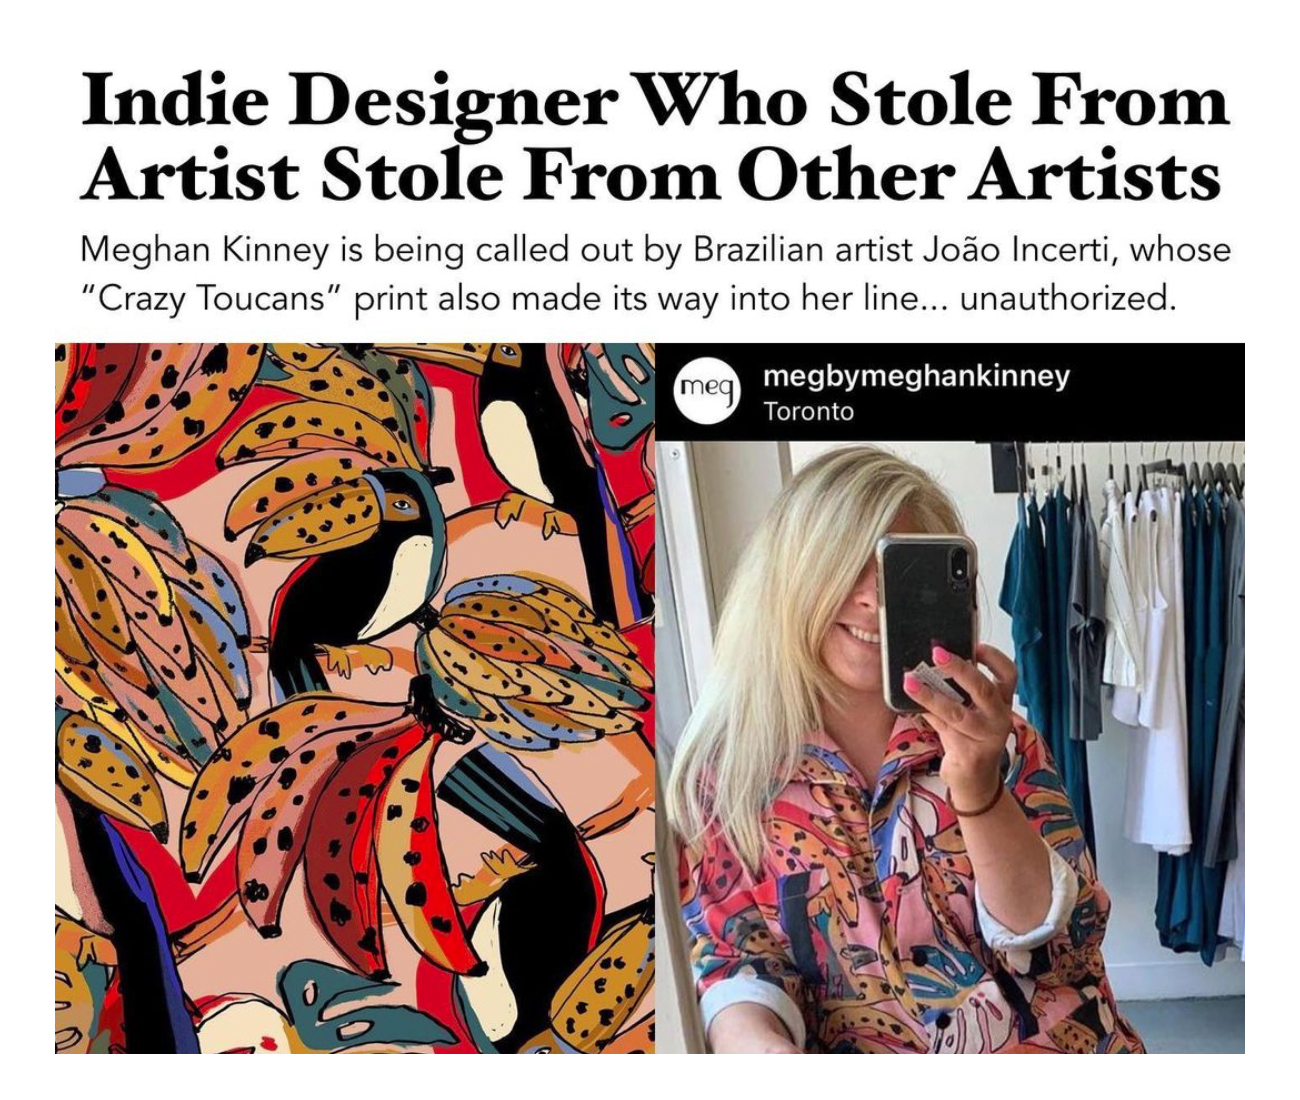 Indie Designer Who Stole From
Artist Stole From Other Artists
Meghan Kinney is being called out by Brazilian artist João Incerti, whose
“Crazy Toucans” print also made its way into her line... unauthorized.
meg
megbymeghankinney
Toronto